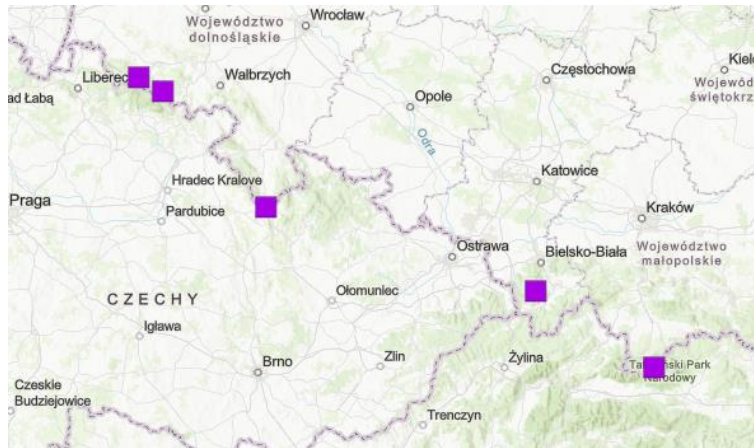 Wrocław
Województwo
dolnośląskie
Liberec
ad Łabą
Wałbrzych
Opole
Odra
Częstochowa
Kiel
Wojewód
świętokrz
Katowice
Hradec Kralove
Praga
Pardubice
Kraków
Województwo
małopolskie
Ostrawa
Bielsko-Biała
CZECHY
Ołomuniec
Igława
Brno
Zlin
Żylina
Narodowy
Czeskie
Budziejowice
Trenczyn